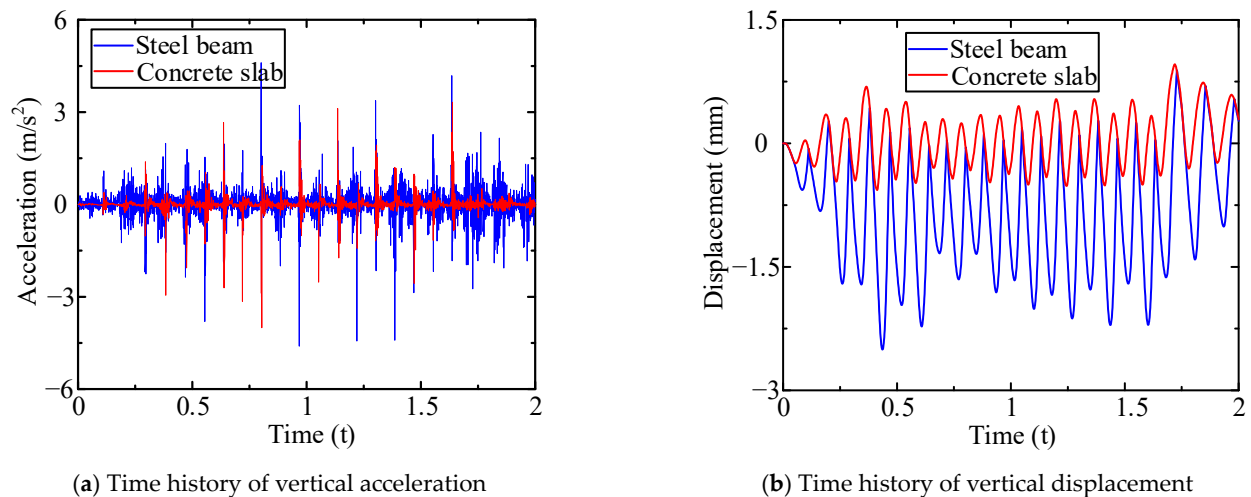 6
3
0
−3
−6
Acceleration (m/s²)
Steel beam
Concrete slab
0
0.5
1
1.5
2
Time (t)
(a) Time history of vertical acceleration
1.5
0
−1.5
−3
Displacement (mm)
Steel beam
Concrete slab
0
0.5
1
1.5
2
Time (t)
(b) Time history of vertical displacement